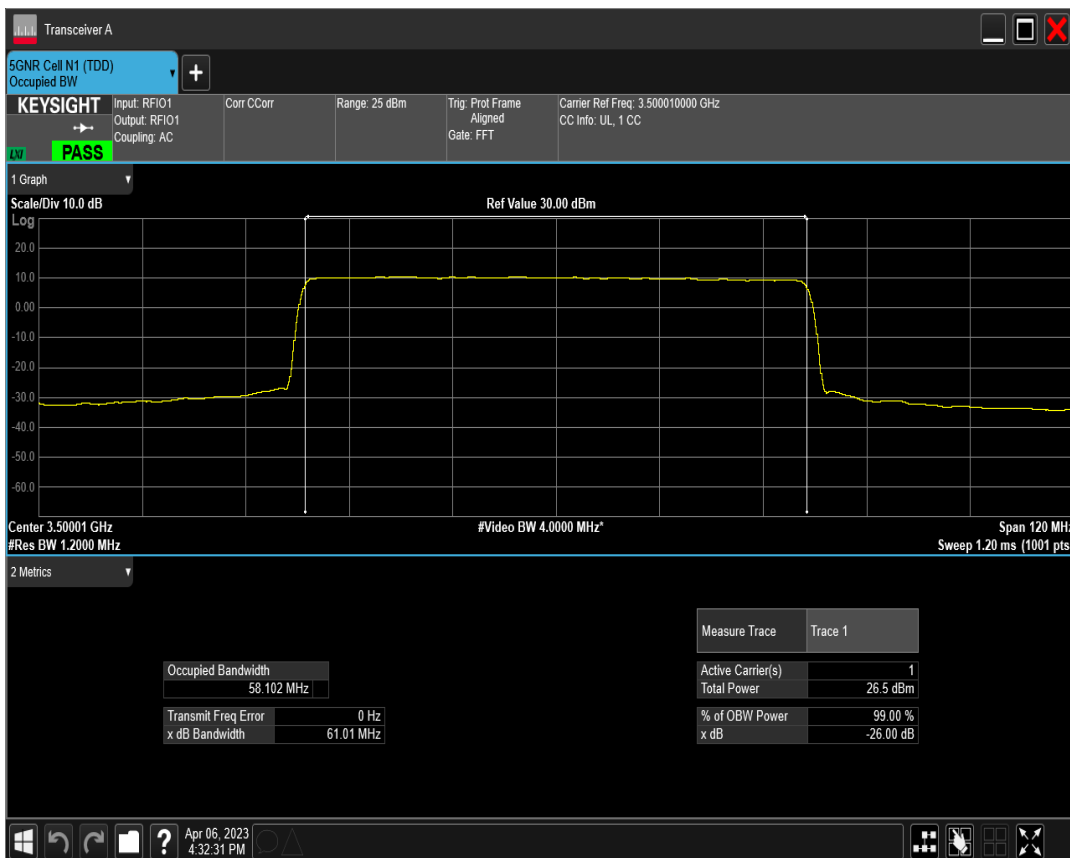 Transceiver A
5GNR Cell N1 (TDD)
Occupied BW
KEYSIGHT
LXI
PASS
Input: RFIO1
Output: RFIO1
Coupling: AC
Corr CCorr
Range: 25 dBm
Trig: Prot Frame
Aligned
Gate: FFT
Carrier Ref Freq: 3.500010000 GHz
CC Info: UL, 1 CC
1 Graph
Scale/Div 10.0 dB
Ref Value 30.00 dBm
Log
20.0
10.0
0.00
-10.0
-20.0
-30.0
-40.0
-50.0
-60.0
Center 3.50001 GHz
#Video BW 4.0000 MHz*
Span 120 MHz
#Res BW 1.2000 MHz
Sweep 1.20 ms (1001 pts
2 Metrics
Measure Trace Trace 1
Occupied Bandwidth
58.102 MHz
Active Carrier(s) 1
Total Power 26.5 dBm
Transmit Freq Error 0 Hz
x dB Bandwidth 61.01 MHz
% of OBW Power 99.00 %
x dB -26.00 dB
Apr 06, 2023
4:32:31 PM